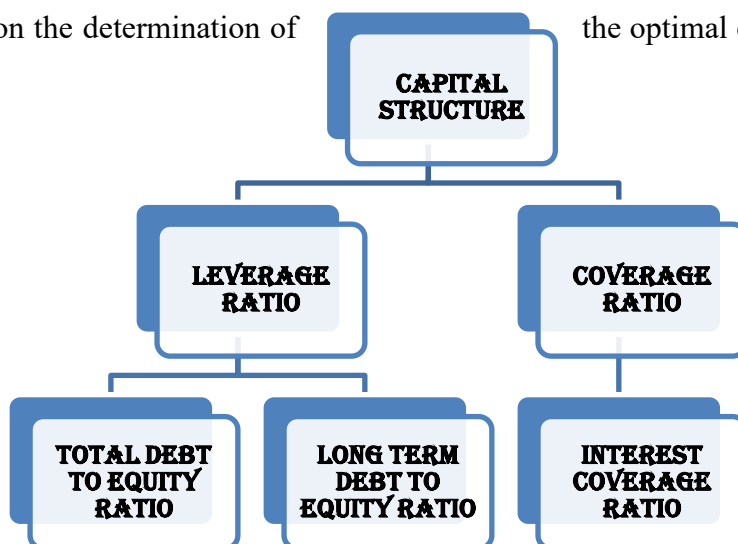 on the determination of the optimal
CAPITAL
STRUCTURE
LEVERAGE
RATIO
COVERAGE
RATIO
TOTAL DEBT
TO EQUITY
RATIO
LONG TERM
DEBT TO
EQUITY RATIO
INTEREST
COVERAGE
RATIO